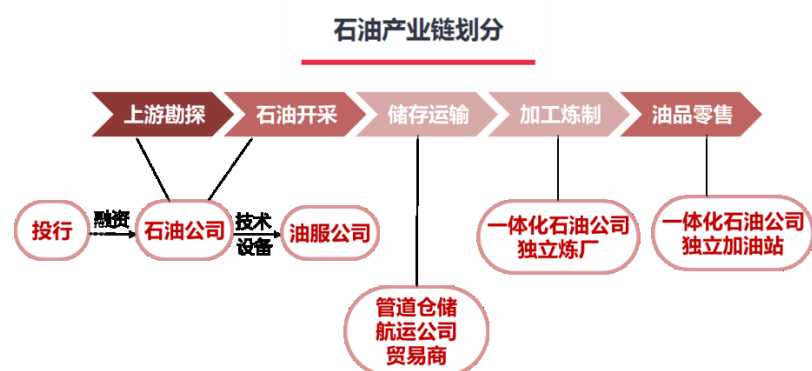 石油产业链划分
上游勘探
石油开采
储存运输
加工炼制
油品零售
投行
融资
石油公司
技术
设备
油服公司
一体化石油公司
独立炼厂
一体化石油公司
独立加油站
管道仓储
航运公司
贸易商